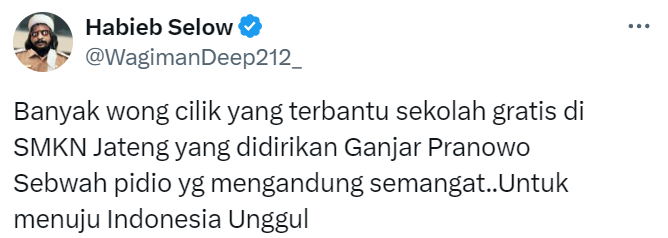 Habieb Selow
@WagimanDeep212_
Banyak wong cilik yang terbantu sekolah gratis di
SMKN Jateng yang didirikan Ganjar Pranowo
Sebwah pidio yg mengandung semangat..Untuk
menuju Indonesia Unggul